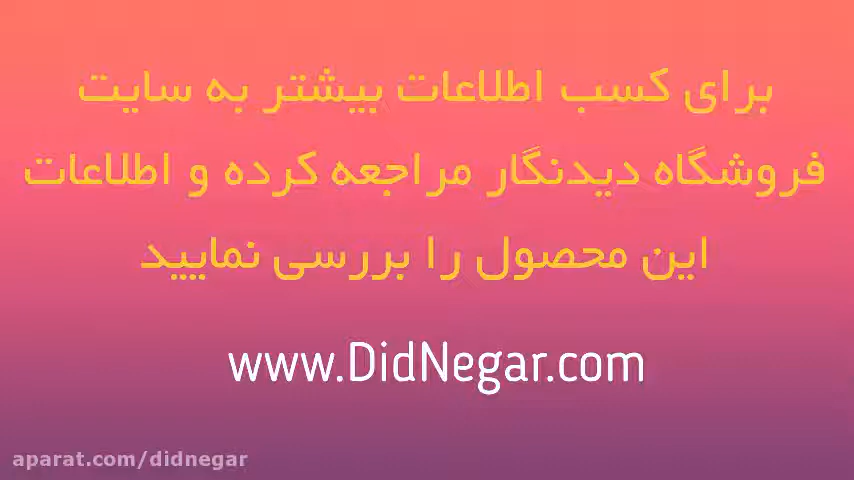 برای کسب اطلاعات بیشتر به سایت
فروشگاه دیدنگار مراجعه کرده و اطلاعات
این محصول را بررسی نمایید
www.DidNegar.com
aparat.com/didnegar